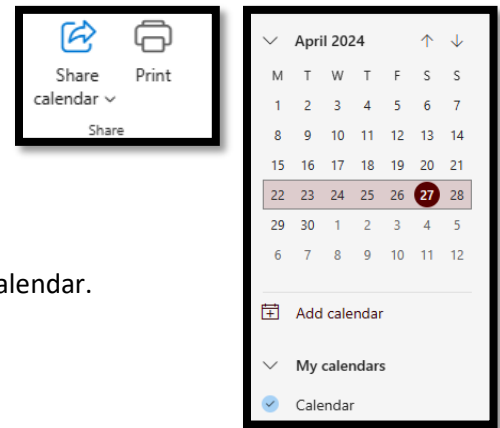 Share Print
calendar
Share
alendar.
April 2024
M T W T F S S
1 2 3 4 5 6 7
8 9 10 11 12 13 14
15 16 17 18 19 20 21
22 23 24 25 26 27 28
29 30 1 2 3 4 5
6 7 8 9 10 11 12
Add calendar
My calendars
Calendar